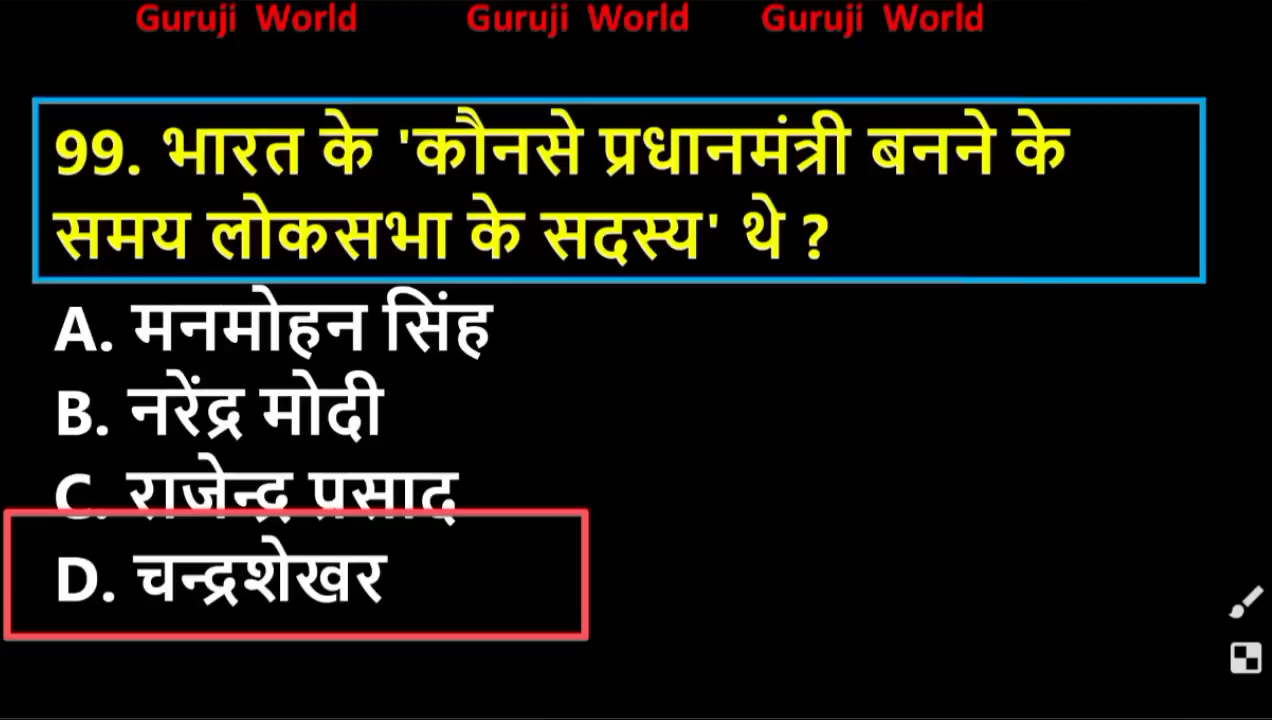 Guruji World Guruji World Guruji World
99. भारत के 'कौनसे प्रधानमंत्री बनने के
समय लोकसभा के सदस्य' थे ?
A. मनमोहन सिंह
B. नरेंद्र मोदी
C. राजेन्द्र प्रसाद
D. चन्द्रशेखर